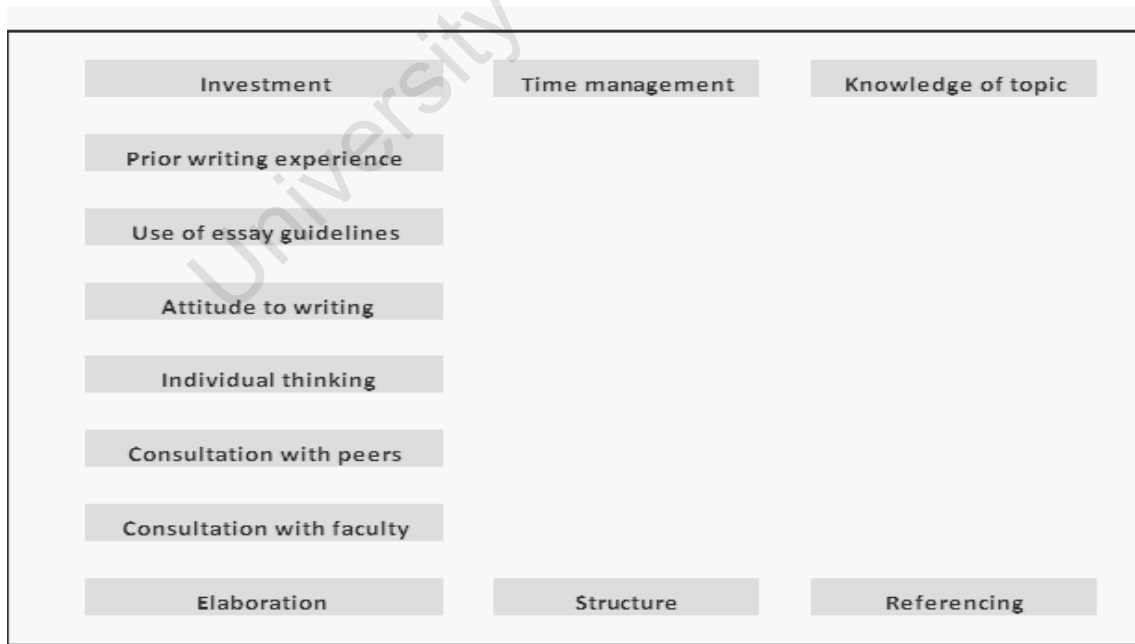 University
Investment Time management Knowledge of topic
Prior writing experience
Use of essay guidelines
Attitude to writing
Individual thinking
Consultation with peers
Consultation with faculty
Elaboration Structure Referencing